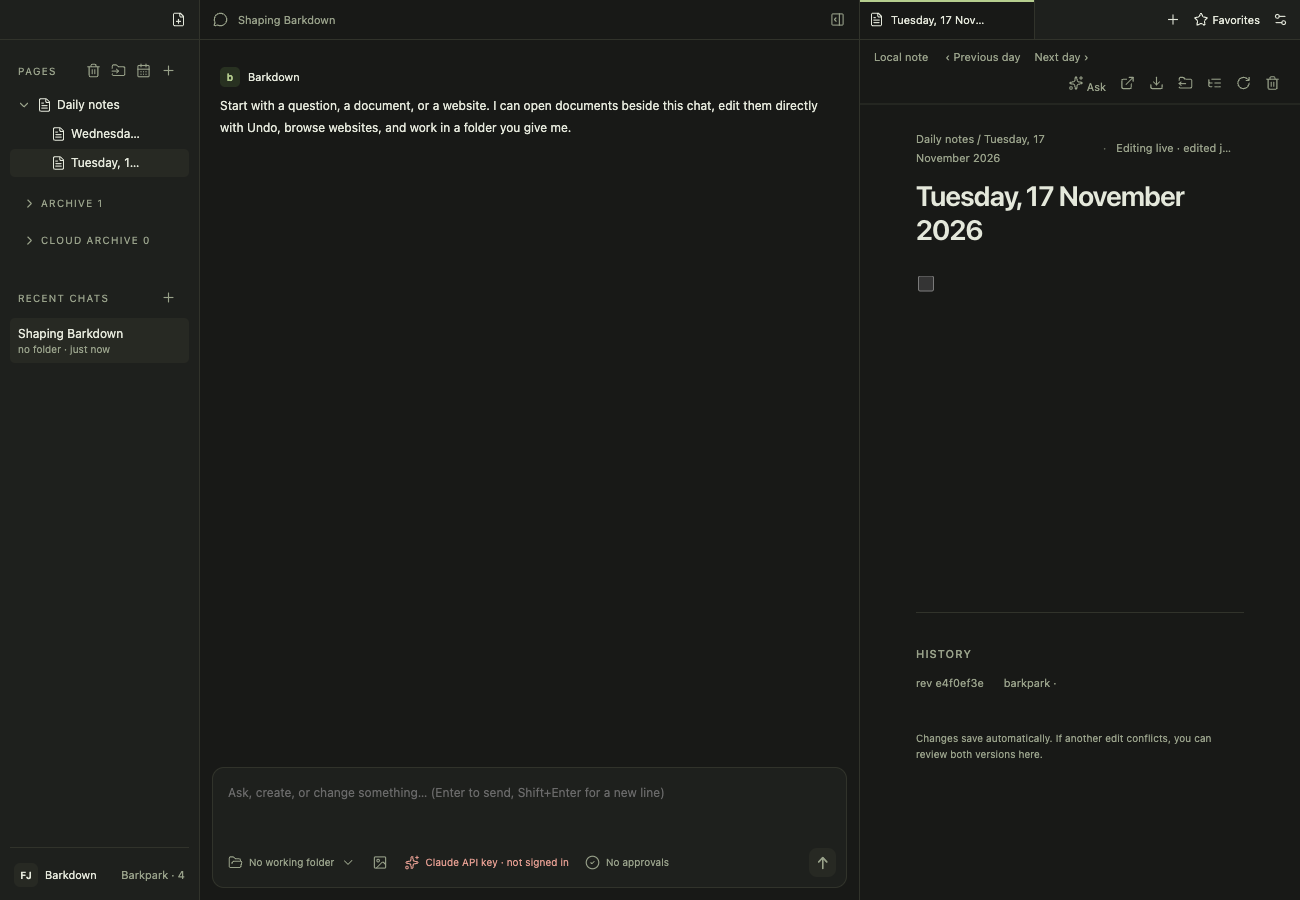 Shaping Barkdown
Tuesday, 17 Nov...
Favorites
PAGES
Daily notes
Wednesda...
Tuesday, 1...
ARCHIVE 1
CLOUD ARCHIVE 0
RECENT CHATS
Shaping Barkdown
no folder · just now
FJ Barkdown Barkpark · 4
b Barkdown
Start with a question, a document, or a website. I can open documents beside this chat, edit them directly
with Undo, browse websites, and work in a folder you give me.
Ask, create, or change something... (Enter to send, Shift+Enter for a new line)
No working folder
Claude API key · not signed in
No approvals
Local note ‹ Previous day Next day ›
Ask
Daily notes / Tuesday, 17
November 2026
· Editing live · edited j...
Tuesday, 17 November
2026
HISTORY
rev e4f0ef3e barkpark ·
Changes save automatically. If another edit conflicts, you can
review both versions here.